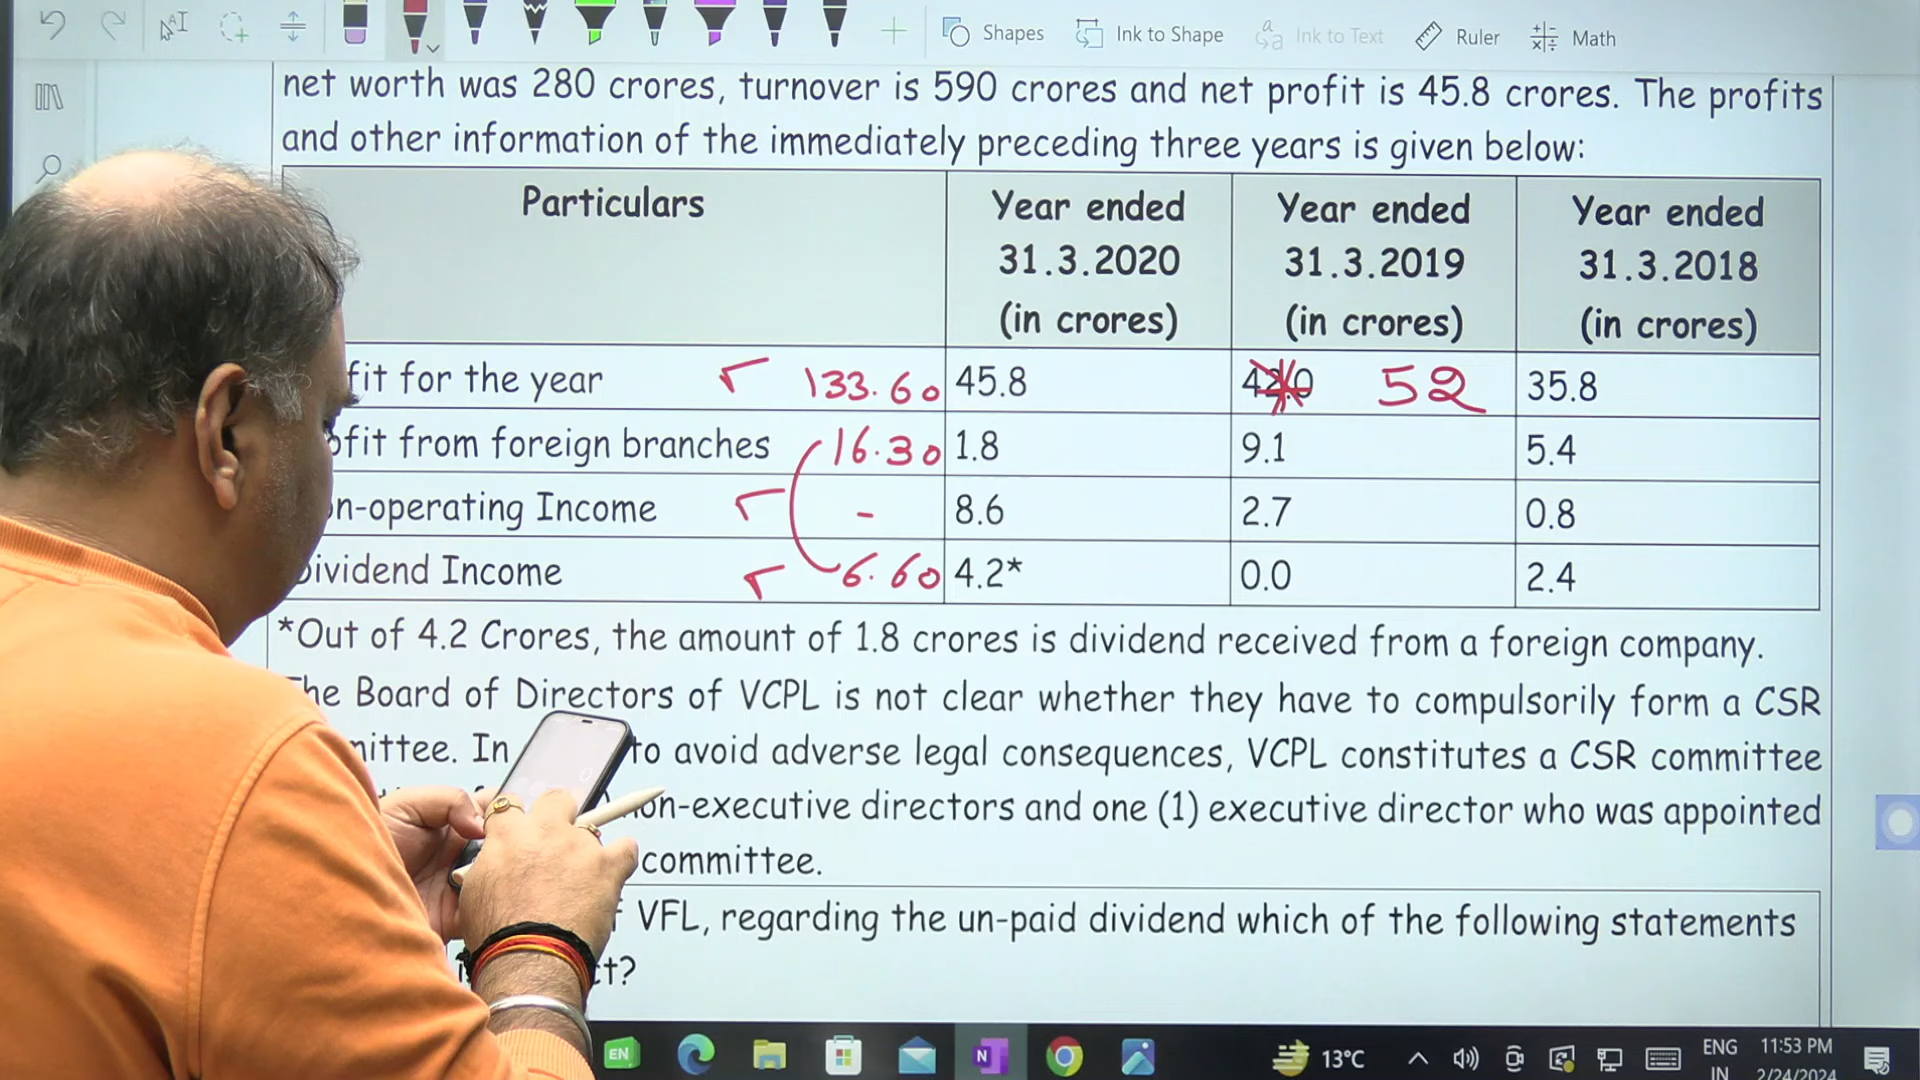 Shapes Ink to Shape Ink to Text Ruler Math
net worth was 280 crores, turnover is 590 crores and net profit is 45.8 crores. The profits
and other information of the immediately preceding three years is given below:
Particulars Year ended 31.3.2020 (in crores) Year ended 31.3.2019 (in crores) Year ended 31.3.2018 (in crores)
fit for the year 133.60 45.8 52 35.8
fit from foreign branches 16.30 1.8 9.1 5.4
n-operating Income - 8.6 2.7 0.8
Dividend Income 6.60 4.2* 0.0 2.4
*Out of 4.2 Crores, the amount of 1.8 crores is dividend received from a foreign company.
The Board of Directors of VCPL is not clear whether they have to compulsorily form a CSR
mittee. In to avoid adverse legal consequences, VCPL constitutes a CSR committee
on-executive directors and one (1) executive director who was appointed
committee.
VFL, regarding the un-paid dividend which of the following statements
ct?
EN 13°C ENG IN 11:53 PM 2/24/2024